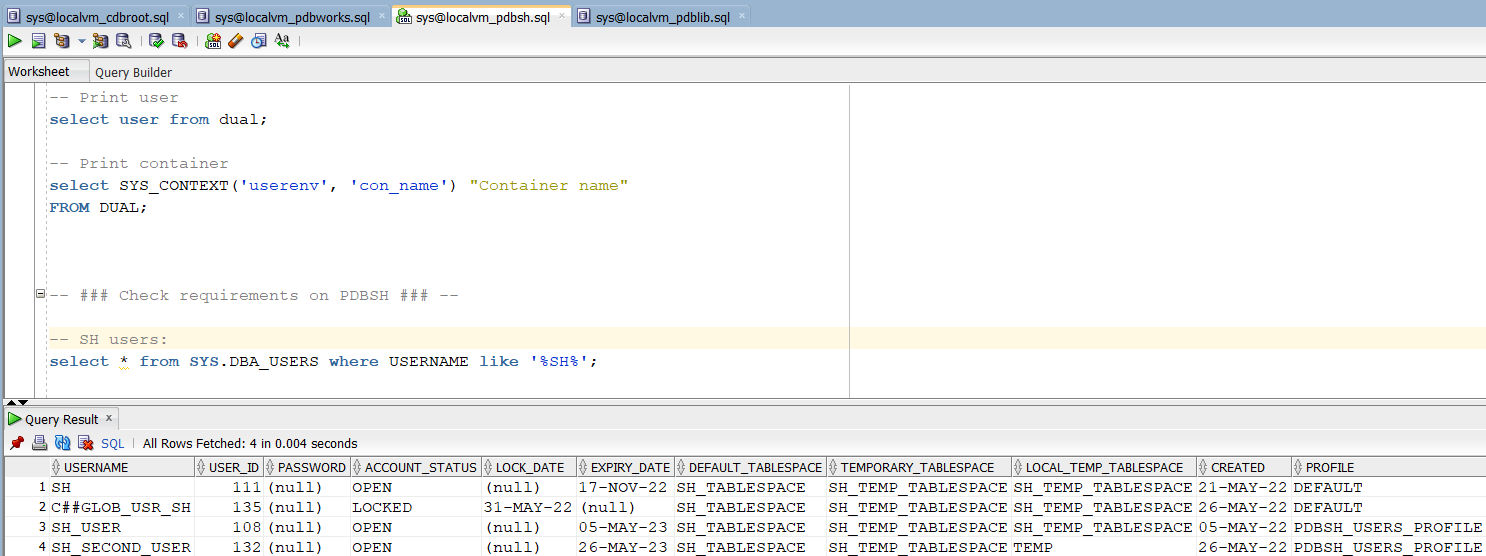 sys@localvm_cdbroot.sql sys@localvm_pdbworks.sql sys@localvm_pdbsh.sql sys@localvm_pdblib.sql
Worksheet Query Builder
-- Print user
select user from dual;
-- Print container
select SYS_CONTEXT('userenv', 'con_name') "Container name"
FROM DUAL;
-- ### Check requirements on PDBSH ### --
-- SH users:
select * from SYS.DBA_USERS where USERNAME like '%SH%';
Query Result
SQL All Rows Fetched: 4 in 0.004 seconds
USERNAME USER_ID PASSWORD ACCOUNT_STATUS LOCK_DATE EXPIRY_DATE DEFAULT_TABLESPACE TEMPORARY_TABLESPACE LOCAL_TEMP_TABLESPACE CREATED PROFILE
1 SH 111 (null) OPEN (null) 17-NOV-22 SH_TABLESPACE SH_TEMP_TABLESPACE SH_TEMP_TABLESPACE 21-MAY-22 DEFAULT
2 C##GLOB_USR_SH 135 (null) LOCKED 31-MAY-22 (null) SH_TABLESPACE SH_TEMP_TABLESPACE SH_TEMP_TABLESPACE 26-MAY-22 DEFAULT
3 SH_USER 108 (null) OPEN (null) 05-MAY-23 SH_TABLESPACE SH_TEMP_TABLESPACE SH_TEMP_TABLESPACE 05-MAY-22 PDBSH_USERS_PROFILE
4 SH_SECOND_USER 132 (null) OPEN (null) 26-MAY-23 SH_TABLESPACE SH_TEMP_TABLESPACE TEMP 26-MAY-22 PDBSH_USERS_PROFILE